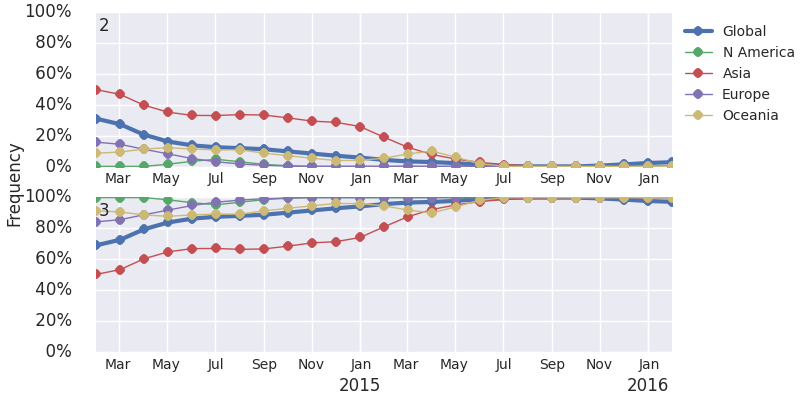 100%
80%
60%
40%
20%
0%
2
Mar May Jul Sep Nov Jan Mar May Jul Sep Nov Jan
Global
N America
Asia
Europe
Oceania
Frequency
100%
80%
60%
40%
20%
0%
3
Mar May Jul Sep Nov Jan Mar May Jul Sep Nov Jan
2015 2016